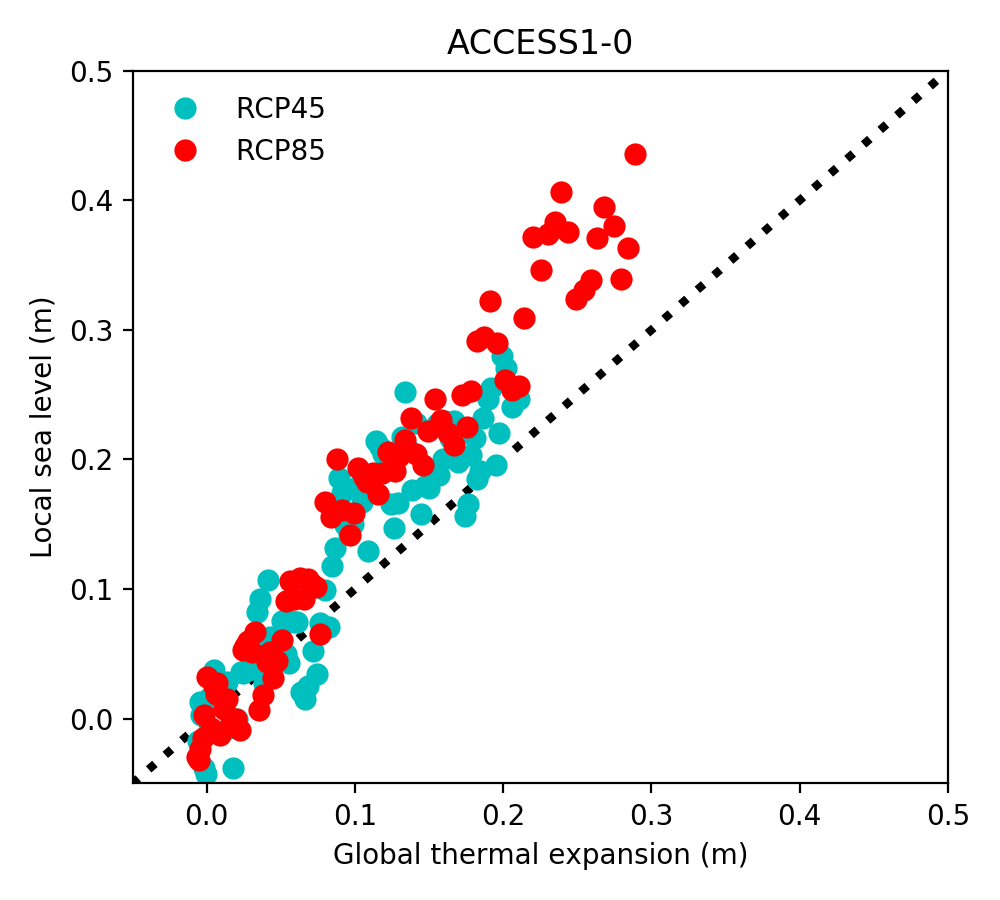 ACCESS1-0
RCP45
RCP85
Local sea level (m)
0.5
0.4
0.3
0.2
0.1
0.0
0.0 0.1 0.2 0.3 0.4 0.5
Global thermal expansion (m)